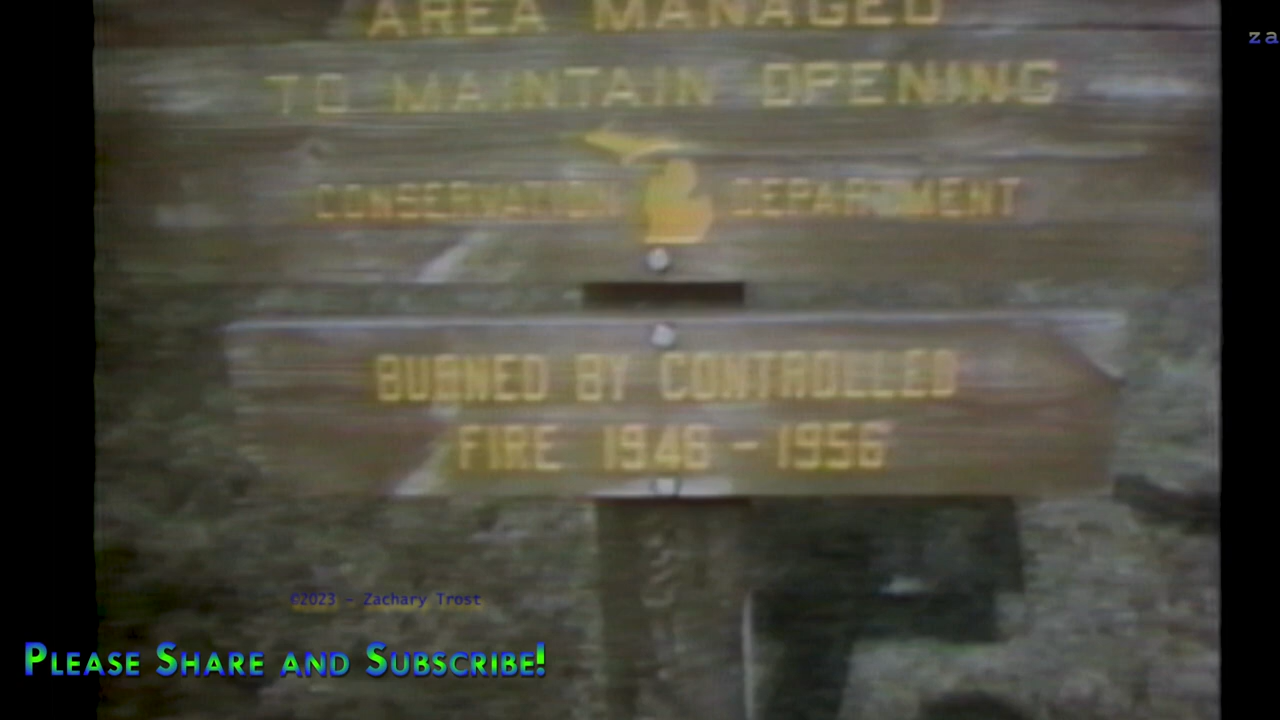 AREA MANAGED
za
TO MAINTAIN OPENING
CONSERVATION DEPARTMENT
BURNED BY CONTROLLED
FIRE 1946 - 1956
©2023 - Zachary Trost
Please Share and Subscribe!